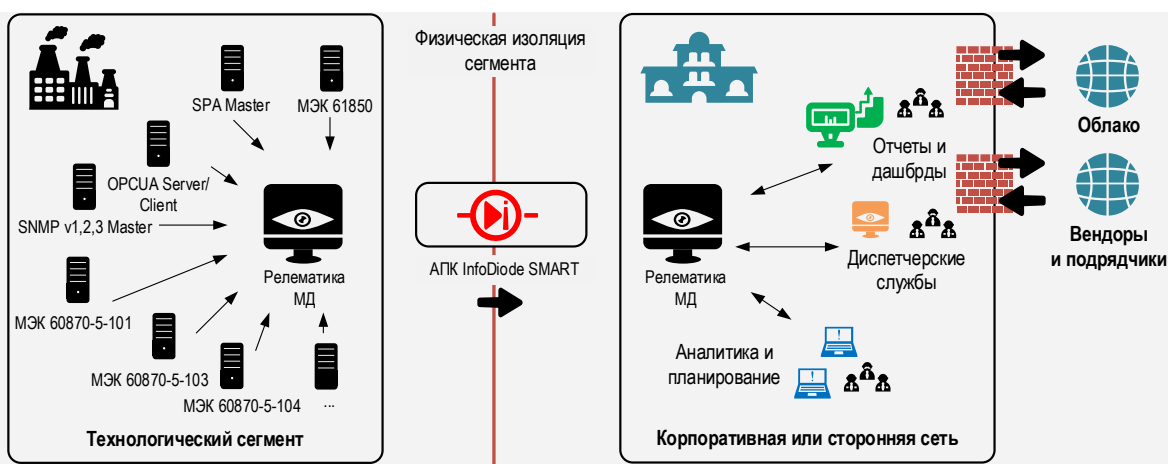 SPA Master
МЭК 61850
OPCUA Server/
Client
SNMP v1,2,3 Master
Релематика
МД
МЭК 60870-5-101
МЭК 60870-5-103
МЭК 60870-5-104
...
Технологический сегмент
Физическая изоляция
сегмента
АПК InfoDiode SMART
Релематика
МД
Отчеты и
дашбрды
Диспетчерские
службы
Аналитика и
планирование
Корпоративная или сторонняя сеть
Облако
Вендоры
и подрядчики